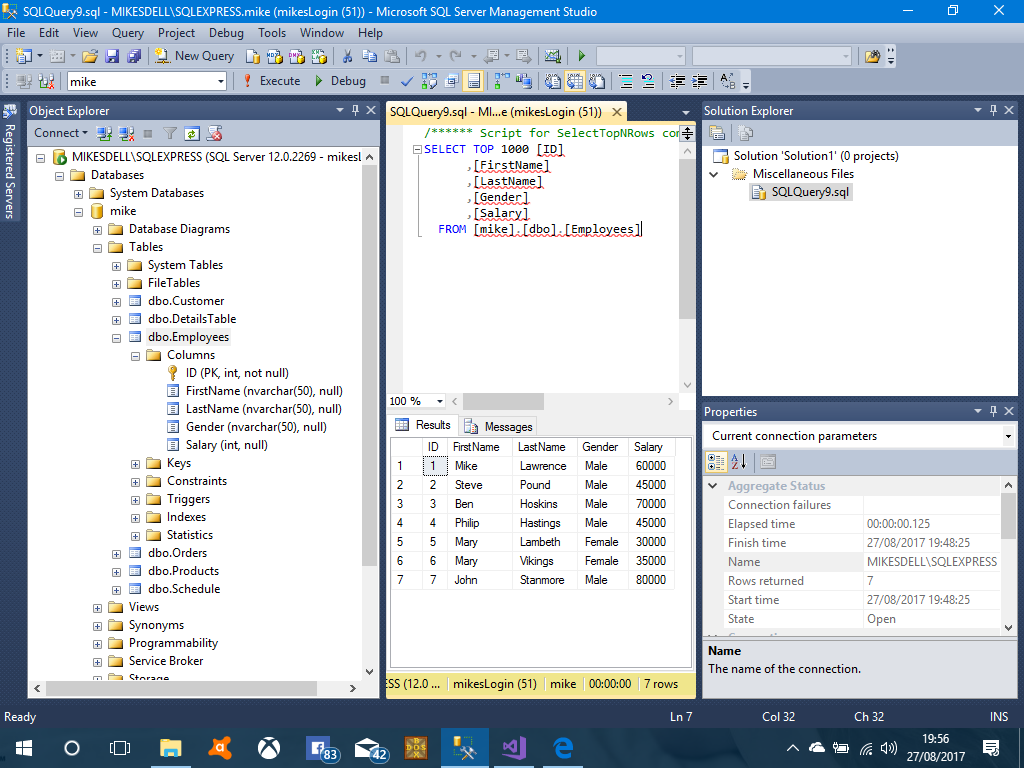 SQLQuery9.sql - MIKESDELL\SQLEXPRESS.mike (mikesLogin (51)) - Microsoft SQL Server Management Studio
File Edit View Query Project Debug Tools Window Help
New Query
mike Execute Debug
Registered Servers
Object Explorer
Connect
MIKESDELL\SQLEXPRESS (SQL Server 12.0.2269 - mikesL
Databases
System Databases
mike
Database Diagrams
Tables
System Tables
FileTables
dbo.Customer
dbo.DetailsTable
dbo.Employees
Columns
ID (PK, int, not null)
FirstName (nvarchar(50), null)
LastName (nvarchar(50), null)
Gender (nvarchar(50), null)
Salary (int, null)
Keys
Constraints
Triggers
Indexes
Statistics
dbo.Orders
dbo.Products
dbo.Schedule
Views
Synonyms
Programmability
Service Broker
Storage
SQLQuery9.sql - MI...e (mikesLogin (51))
/****** Script for SelectTopNRows con
SELECT TOP 1000 [ID]
,[FirstName]
,[LastName]
,[Gender]
,[Salary]
FROM [mike].[dbo].[Employees]
100 %
Results Messages
ID FirstName LastName Gender Salary
1 1 Mike Lawrence Male 60000
2 2 Steve Pound Male 45000
3 3 Ben Hoskins Male 70000
4 4 Philip Hastings Male 45000
5 5 Mary Lambeth Female 30000
6 6 Mary Vikings Female 35000
7 7 John Stanmore Male 80000
ESS (12.0 ... mikesLogin (51) mike 00:00:00 7 rows
Solution Explorer
Solution 'Solution1' (0 projects)
Miscellaneous Files
SQLQuery9.sql
Properties
Current connection parameters
Aggregate Status
Connection failures
Elapsed time 00:00:00.125
Finish time 27/08/2017 19:48:25
Name MIKESDELL\SQLEXPRESS
Rows returned 7
Start time 27/08/2017 19:48:25
State Open
Name
The name of the connection.
Ready Ln 7 Col 32 Ch 32 INS
83 42 DOS
19:56
27/08/2017